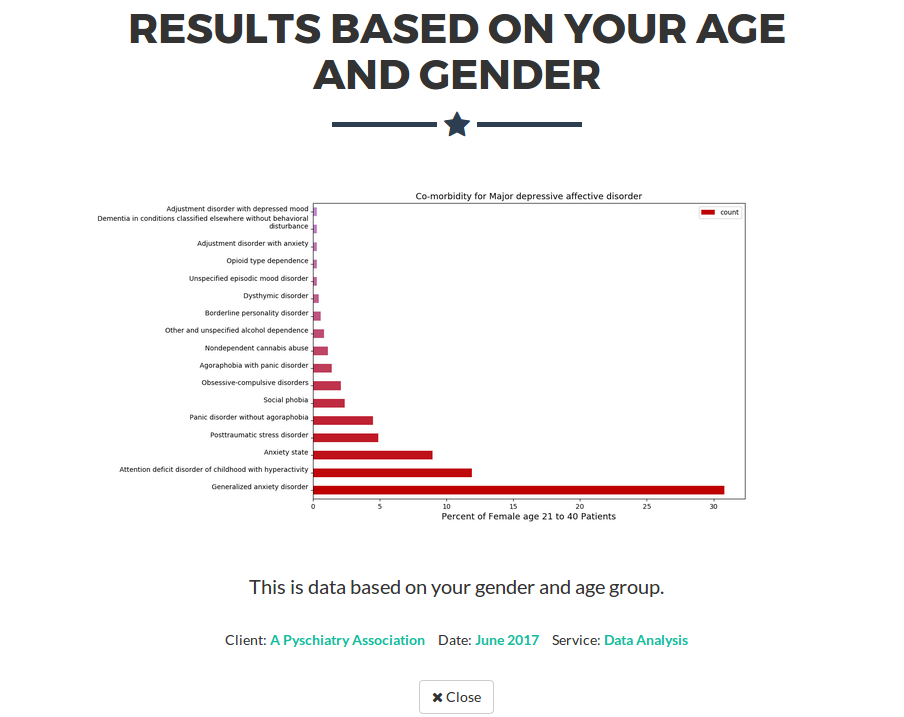 RESULTS BASED ON YOUR AGE
AND GENDER
Co-morbidity for Major depressive affective disorder
count
Adjustment disorder with depressed mood
Dementia in conditions classified elsewhere without behavioral
disturbance
Adjustment disorder with anxiety
Opioid type dependence
Unspecified episodic mood disorder
Dysthymic disorder
Borderline personality disorder
Other and unspecified alcohol dependence
Nondependent cannabis abuse
Agoraphobia with panic disorder
Obsessive-compulsive disorders
Social phobia
Panic disorder without agoraphobia
Posttraumatic stress disorder
Anxiety state
Attention deficit disorder of childhood with hyperactivity
Generalized anxiety disorder
0 5 10 15 20 25 30
Percent of Female age 21 to 40 Patients
This is data based on your gender and age group.
Client: A Pyschiatry Association Date: June 2017 Service: Data Analysis
✖ Close